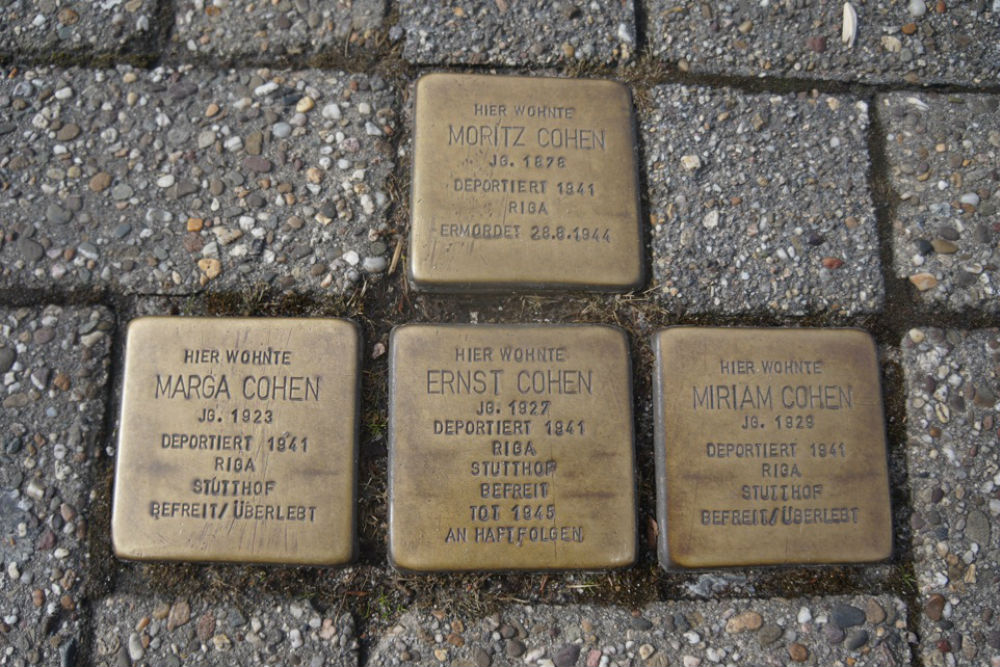 HIER WOHNTE
MORITZ COHEN
JG. 1878
DEPORTIERT 1941
RIGA
ERMORDET 28.8.1944
HIER WOHNTE
MARGA COHEN
JG. 1923
DEPORTIERT 1941
RIGA
STUTTHOF
BEFREIT/ÜBERLEBT
HIER WOHNTE
ERNST COHEN
JG. 1927
DEPORTIERT 1941
RIGA
STUTTHOF
BEFREIT
TOT 1945
AN HAFTFOLGEN
HIER WOHNTE
MIRIAM COHEN
JG. 1929
DEPORTIERT 1941
RIGA
STUTTHOF
BEFREIT/ÜBERLEBT